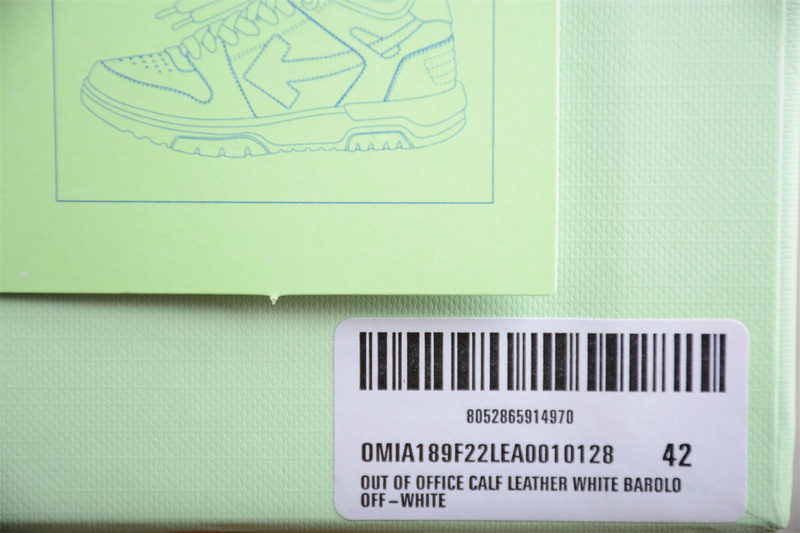 8052865914970
OMIA189F22LEA0010128 42
OUT OF OFFICE CALF LEATHER WHITE BAROLO
OFF-WHITE